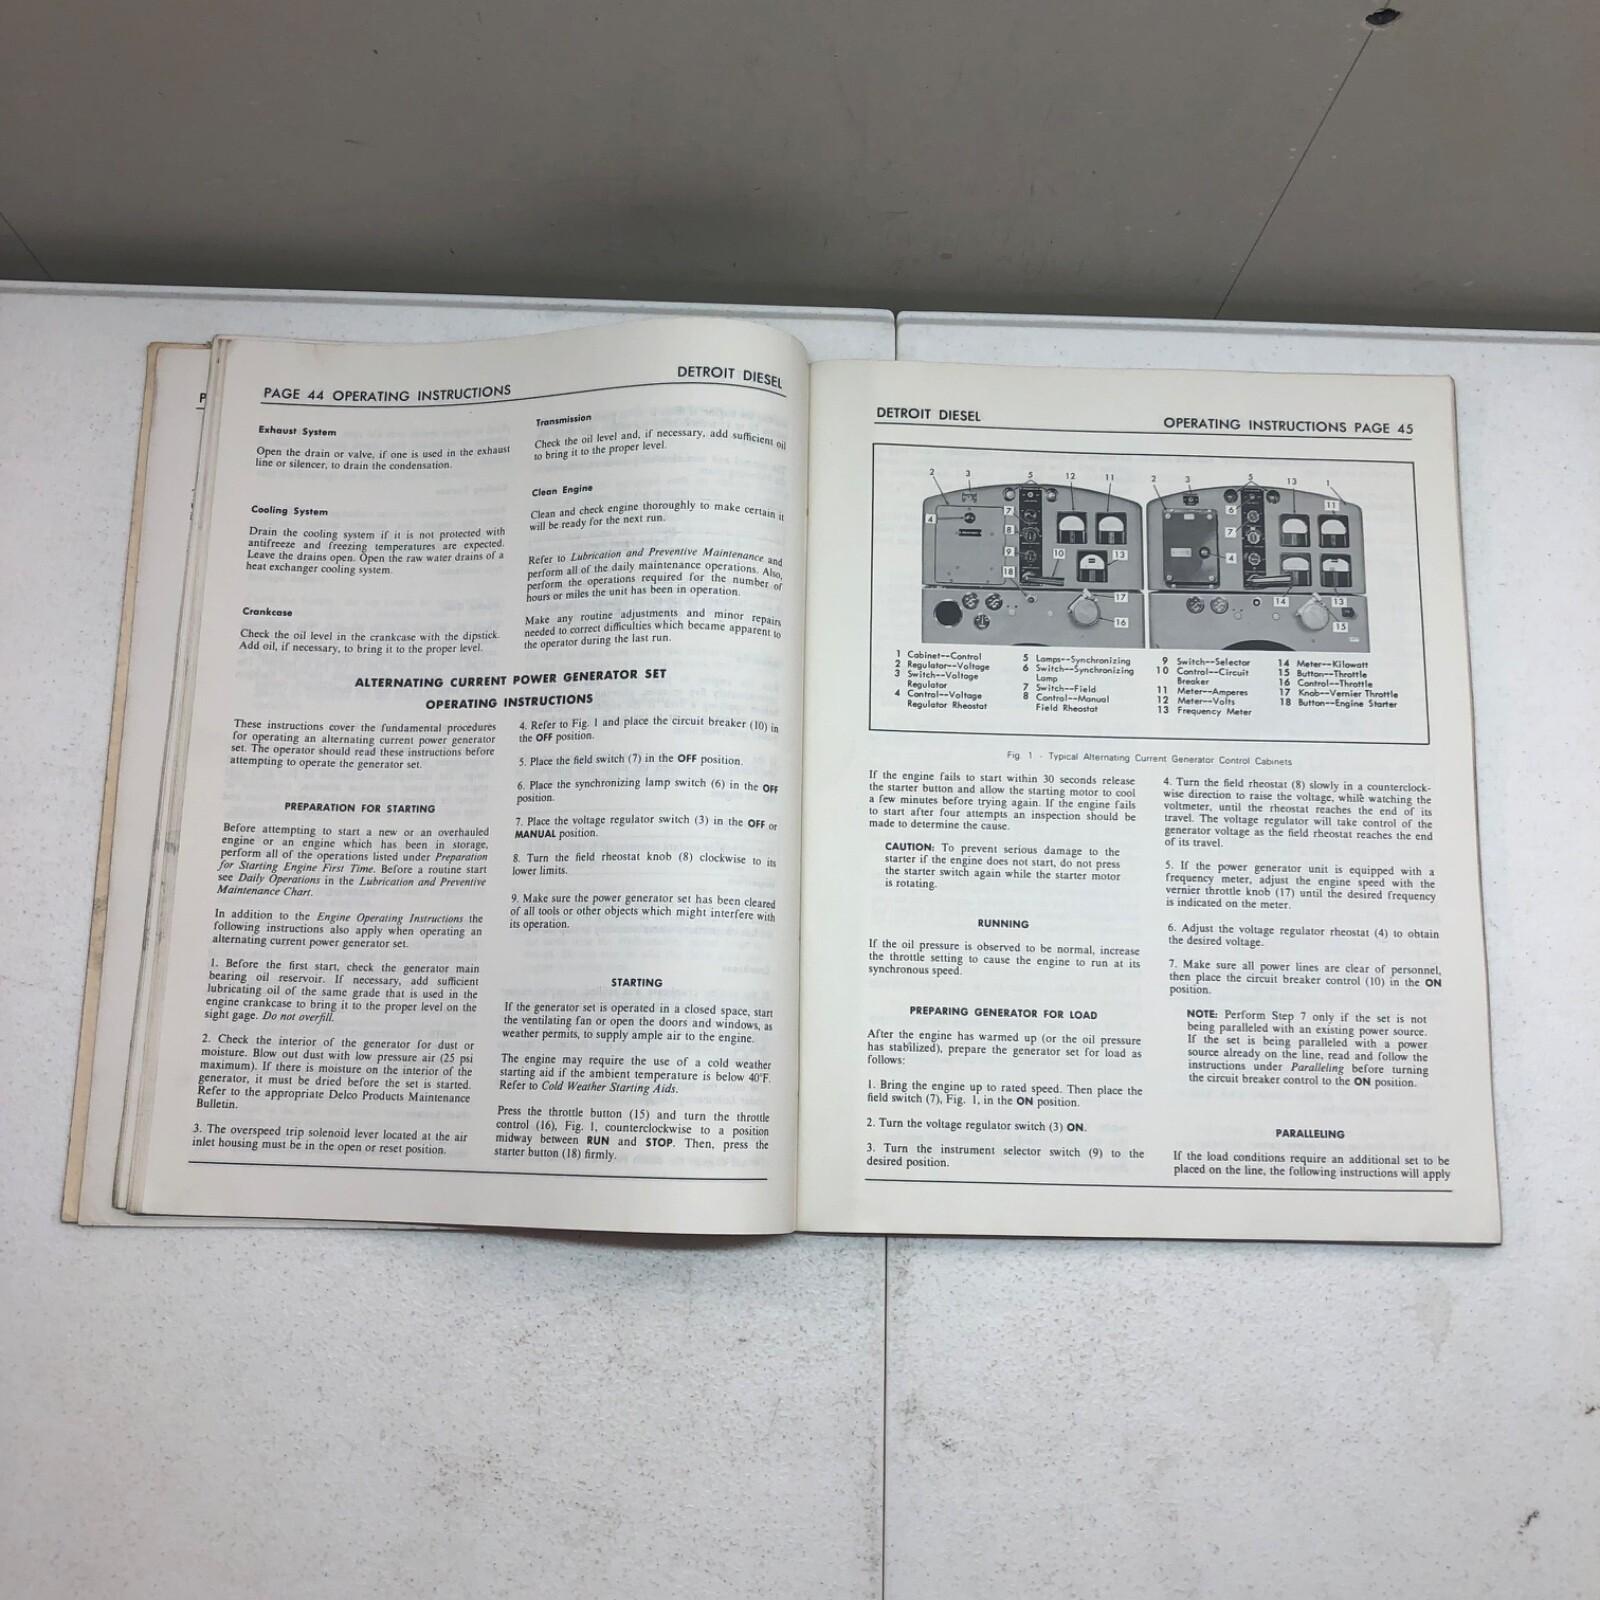 PAGE 44 OPERATING INSTRUCTIONS
DETROIT DIESEL
Exhaust System
Open the drain or valve, if one is used in the exhaust
line or silencer, to drain the condensation.
Cooling System
Drain the cooling system if it is not protected with
antifreeze and freezing temperatures are expected.
Leave the drains open. Open the raw water drains of a
heat exchanger cooling system.
Crankcase
Check the oil level in the crankcase with the dipstick.
Add oil, if necessary, to bring it to the proper level.
Transmission
Check the oil level and, if necessary, add sufficient oil
to bring it to the proper level.
Clean Engine
Clean and check engine thoroughly to make certain it
will be ready for the next run.
Refer to Lubrication and Preventive Maintenance and
perform all of the daily maintenance operations. Also,
perform the operations required for the number of
hours or miles the unit has been in operation.
Make any routine adjustments and minor repairs
needed to correct difficulties which became apparent to
the operator during the last run.
ALTERNATING CURRENT POWER GENERATOR SET
OPERATING INSTRUCTIONS
These instructions cover the fundamental procedures
for operating an alternating current power generator
set. The operator should read these instructions before
attempting to operate the generator set.
PREPARATION FOR STARTING
Before attempting to start a new or an overhauled
engine or an engine which has been in storage,
perform all of the operations listed under Preparation
for Starting Engine First Time. Before a routine start
see Daily Operations in the Lubrication and Preventive
Maintenance Chart.
In addition to the Engine Operating Instructions the
following instructions also apply when operating an
alternating current power generator set.
1. Before the first start, check the generator main
bearing oil reservoir. If necessary, add sufficient
lubricating oil of the same grade that is used in the
engine crankcase to bring it to the proper level on the
sight gage. Do not overfill.
2. Check the interior of the generator for dust or
moisture. Blow out dust with low pressure air (25 psi
maximum). If there is moisture on the interior of the
generator, it must be dried before the set is started.
Refer to the appropriate Delco Products Maintenance
Bulletin.
3. The overspeed trip solenoid lever located at the air
inlet housing must be in the open or reset position.
4. Refer to Fig. 1 and place the circuit breaker (10) in
the OFF position.
5. Place the field switch (7) in the OFF position.
6. Place the synchronizing lamp switch (6) in the OFF
position.
7. Place the voltage regulator switch (3) in the OFF or
MANUAL position.
8. Turn the field rheostat knob (8) clockwise to its
lower limits.
9. Make sure the power generator set has been cleared
of all tools or other objects which might interfere with
its operation.
STARTING
If the generator set is operated in a closed space, start
the ventilating fan or open the doors and windows, as
weather permits, to supply ample air to the engine.
The engine may require the use of a cold weather
starting aid if the ambient temperature is below 40°F.
Refer to Cold Weather Starting Aids.
Press the throttle button (15) and turn the throttle
control (16), Fig. 1, counterclockwise to a position
midway between RUN and STOP. Then, press the
starter button (18) firmly.
DETROIT DIESEL
OPERATING INSTRUCTIONS PAGE 45
2 3 5 12 11 2 3 5 13 1
4 7 8 9 10 13 18 17 16
6 7 4 11 14 13 15
1 Cabinet--Control
2 Regulator--Voltage
3 Switch--Voltage
Regulator
4 Control--Voltage
Regulator Rheostat
5 Lamps--Synchronizing
6 Switch--Synchronizing
Lamp
7 Switch--Field
8 Control--Manual
Field Rheostat
9 Switch--Selector
10 Control--Circuit
Breaker
11 Meter--Amperes
12 Meter--Volts
13 Frequency Meter
14 Meter--Kilowatt
15 Button--Throttle
16 Control--Throttle
17 Knob--Vernier Throttle
18 Button--Engine Starter
Fig. 1 - Typical Alternating Current Generator Control Cabinets
If the engine fails to start within 30 seconds release
the starter button and allow the starting motor to cool
a few minutes before trying again. If the engine fails
to start after four attempts an inspection should be
made to determine the cause.
CAUTION: To prevent serious damage to the
starter if the engine does not start, do not press
the starter switch again while the starter motor
is rotating.
RUNNING
If the oil pressure is observed to be normal, increase
the throttle setting to cause the engine to run at its
synchronous speed.
PREPARING GENERATOR FOR LOAD
After the engine has warmed up (or the oil pressure
has stabilized), prepare the generator set for load as
follows:
1. Bring the engine up to rated speed. Then place the
field switch (7), Fig. 1, in the ON position.
2. Turn the voltage regulator switch (3) ON.
3. Turn the instrument selector switch (9) to the
desired position.
4. Turn the field rheostat (8) slowly in a counterclock-
wise direction to raise the voltage, while watching the
voltmeter, until the rheostat reaches the end of its
travel. The voltage regulator will take control of the
generator voltage as the field rheostat reaches the end
of its travel.
5. If the power generator unit is equipped with a
frequency meter, adjust the engine speed with the
vernier throttle knob (17) until the desired frequency
is indicated on the meter.
6. Adjust the voltage regulator rheostat (4) to obtain
the desired voltage.
7. Make sure all power lines are clear of personnel,
then place the circuit breaker control (10) in the ON
position.
NOTE: Perform Step 7 only if the set is not
being paralleled with an existing power source.
If the set is being paralleled with a power
source already on the line, read and follow the
instructions under Paralleling before turning
the circuit breaker control to the ON position.
PARALLELING
If the load conditions require an additional set to be
placed on the line, the following instructions will apply